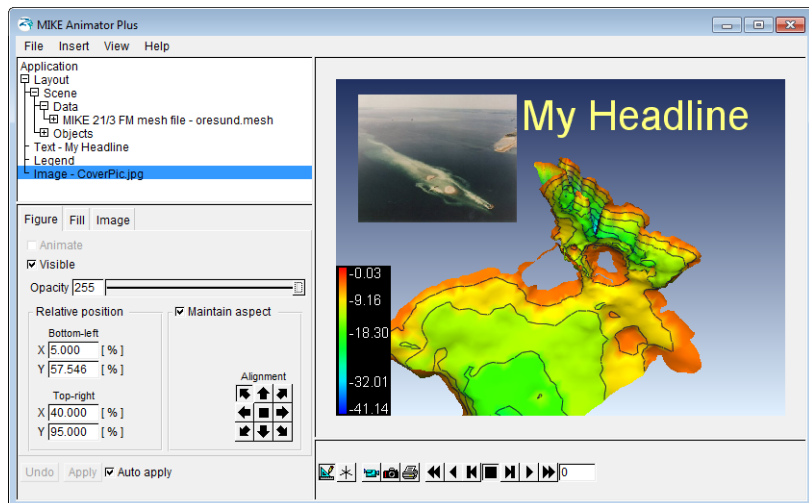 MIKE Animator Plus
File Insert View Help
Application
Layout
Scene
Data
MIKE 21/3 FM mesh file - oresund.mesh
Objects
Text - My Headline
Legend
Image - CoverPic.jpg
Figure Fill Image
Animate
Visible
Opacity 255
Relative position
Maintain aspect
Bottom-left
X 5.000 [%]
Y 57.546 [%]
Top-right
X 40.000 [%]
Y 95.000 [%]
Alignment
Undo Apply Auto apply
My Headline
-0.03
-9.16
-18.30
-32.01
-41.14
0